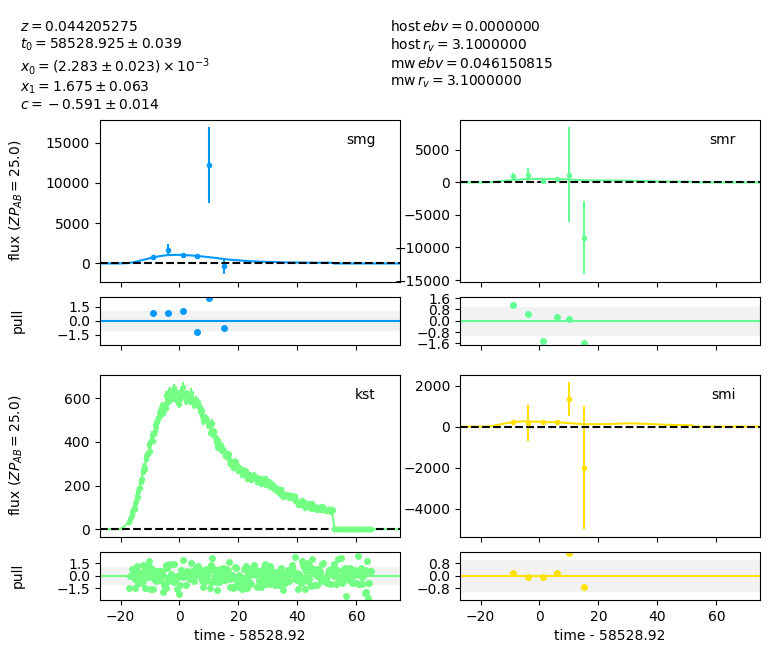 z = 0.044205275
t₀ = 58528.925 ± 0.039
x₀ = (2.283 ± 0.023) × 10⁻³
x₁ = 1.675 ± 0.063
c = −0.591 ± 0.014
host ebv = 0.0000000
host r_v = 3.1000000
mw ebv = 0.046150815
mw r_v = 3.1000000
flux (ZP_AB = 25.0)
smg
15000
10000
5000
0
smr
5000
0
−5000
−10000
−15000
pull
1.5
0.0
−1.5
1.6
0.8
0.0
−0.8
−1.6
flux (ZP_AB = 25.0)
kst
600
400
200
0
smi
2000
0
−2000
−4000
pull
1.5
0.0
−1.5
0.8
0.0
−0.8
−20 0 20 40 60
−20 0 20 40 60
time - 58528.92
time - 58528.92